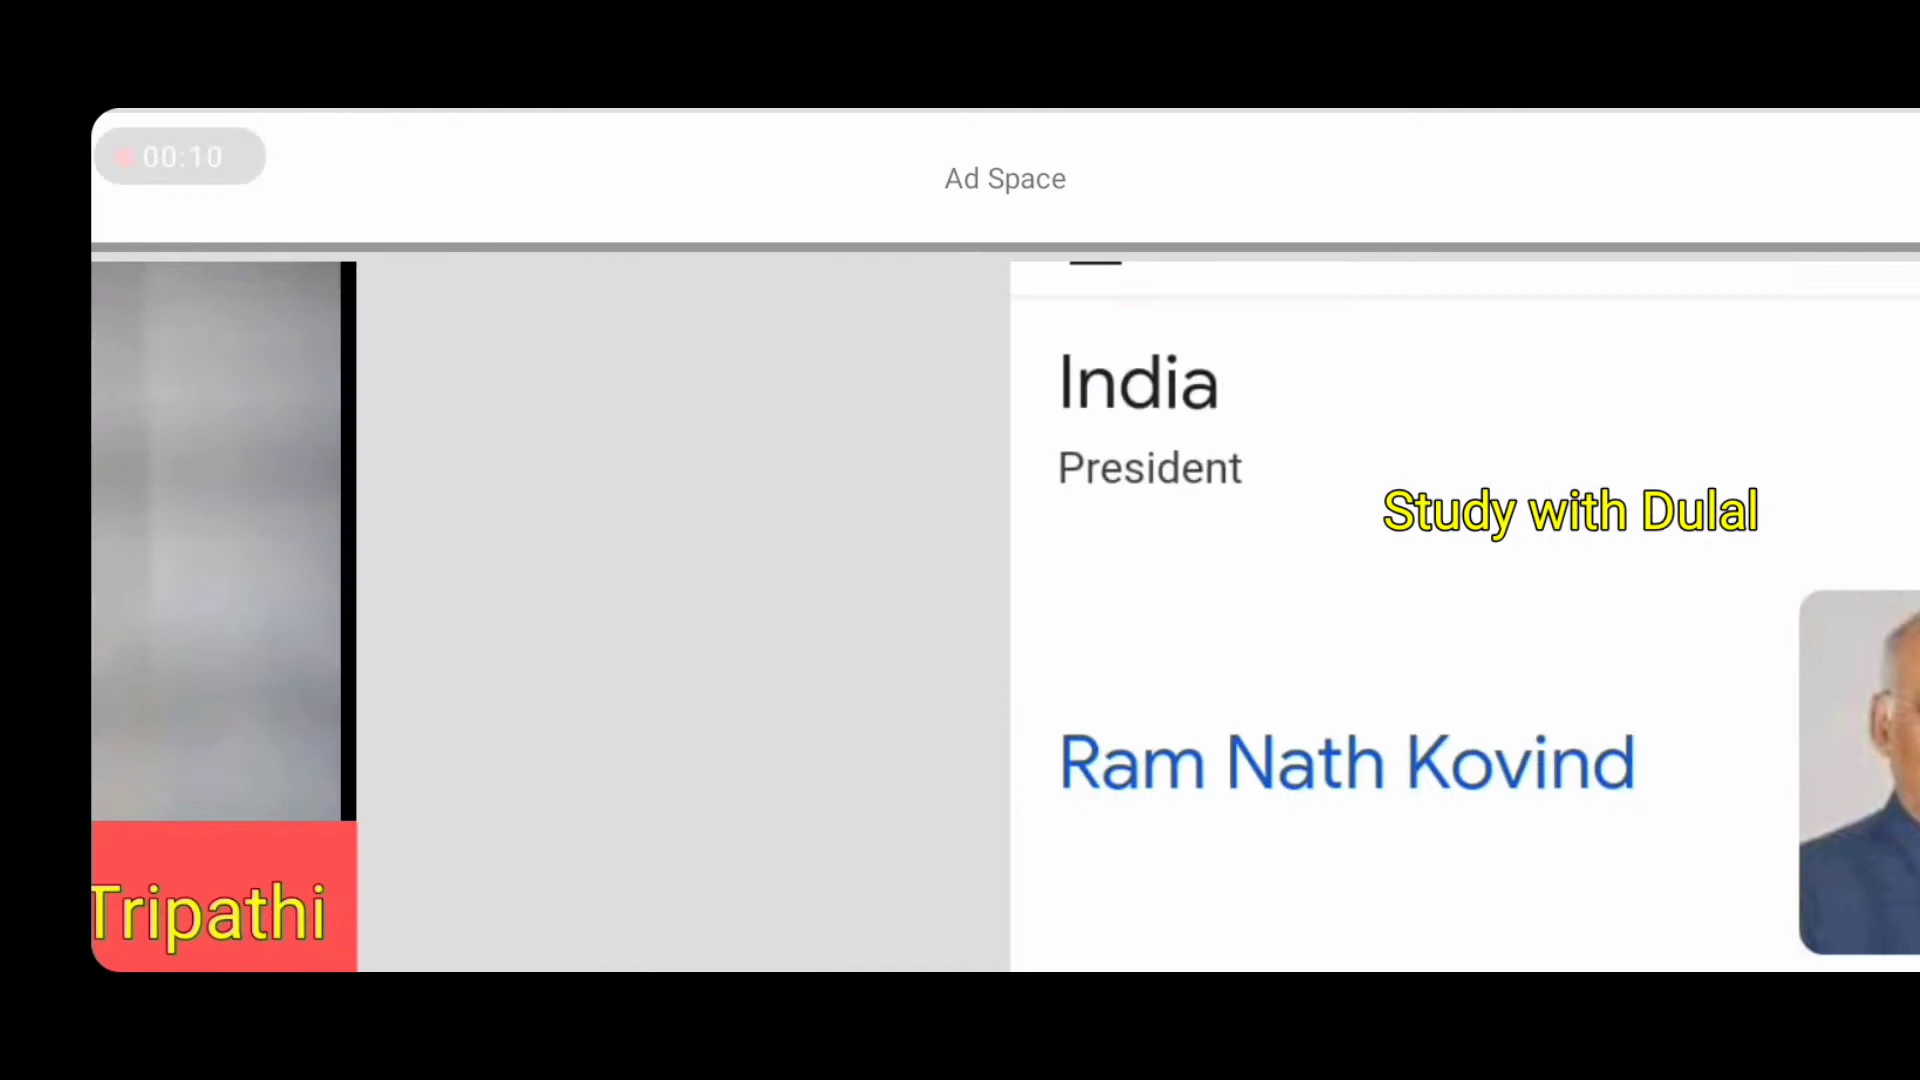 00:10
Ad Space
India
President
Study with Dulal
Ram Nath Kovind
Tripathi